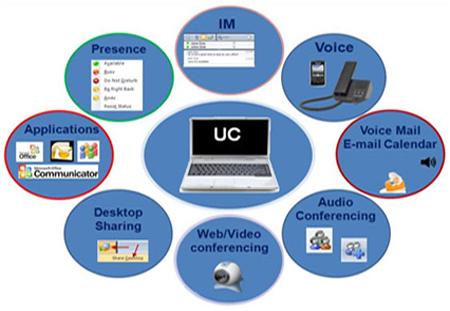 IM
Presence
Available
Busy
Do Not Disturb
Be Right Back
Away
Reset Status
Voice
Applications
Office
Microsoft Office
Communicator
UC
Voice Mail
E-mail Calendar
Desktop
Sharing
Share Desktop
Web/Video
conferencing
Audio
Conferencing